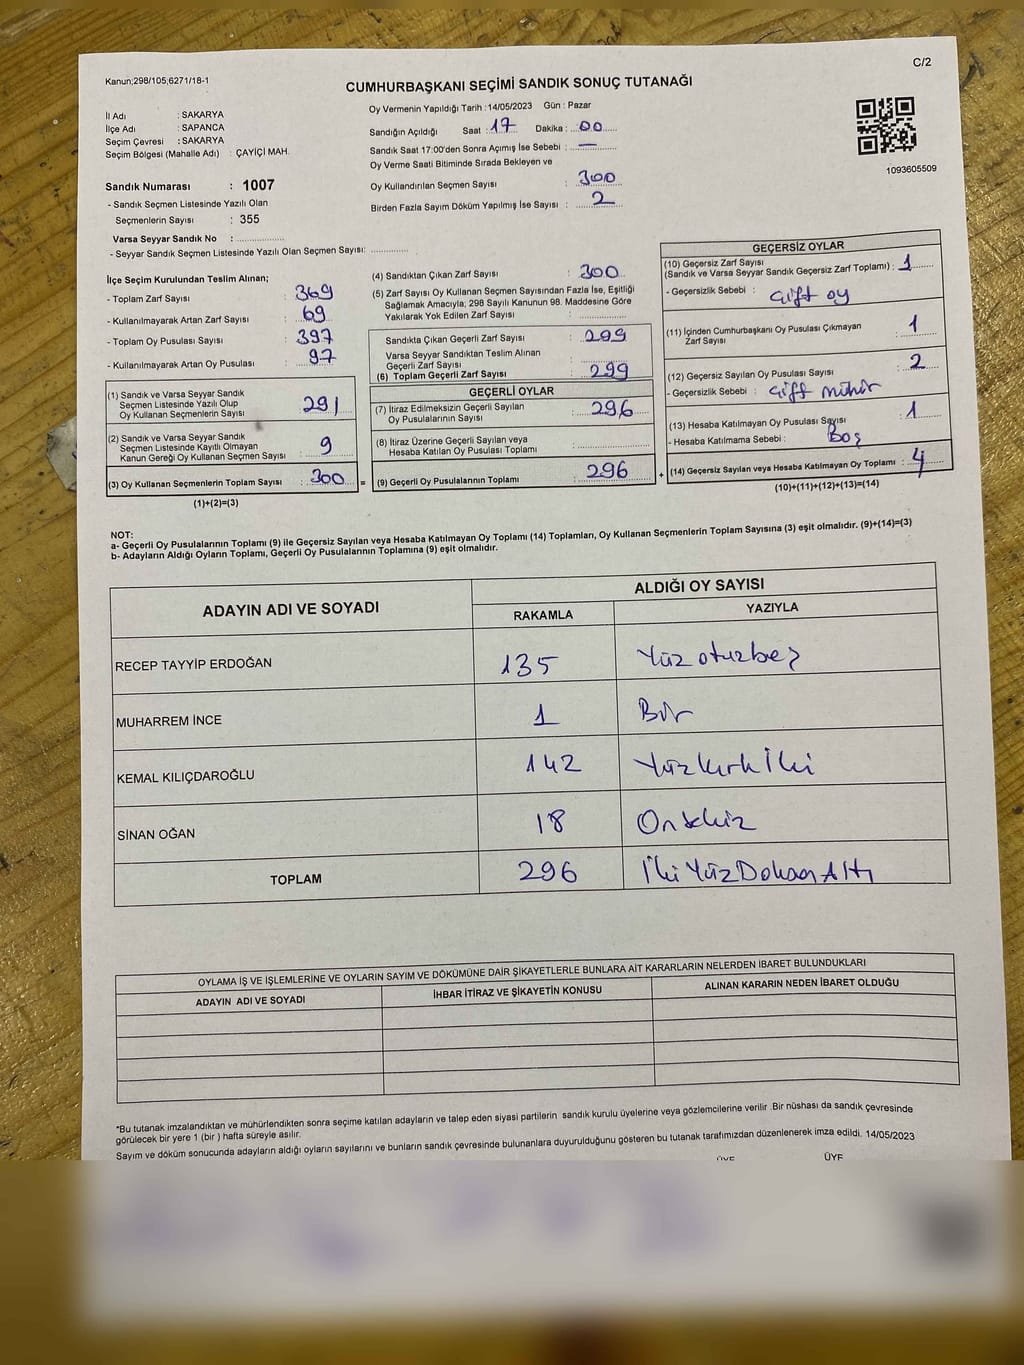 C/2
Kanun;298/105;6271/18-1
CUMHURBAŞKANI SEÇİMİ SANDIK SONUÇ TUTANAĞI
İl Adı : SAKARYA
İlçe Adı : SAPANCA
Seçim Çevresi : SAKARYA
Seçim Bölgesi (Mahalle Adı) : ÇAYİÇİ MAH.
Sandık Numarası : 1007
- Sandık Seçmen Listesinde Yazılı Olan
Seçmenlerin Sayısı : 355
Varsa Seyyar Sandık No : ...............
- Seyyar Sandık Seçmen Listesinde Yazılı Olan Seçmen Sayısı: ............
Oy Vermenin Yapıldığı Tarih :14/05/2023 Gün : Pazar
Sandığın Açıldığı Saat : 17 Dakika : 00
Sandık Saat 17:00'den Sonra Açımış İse Sebebi : —
Oy Verme Saati Bitiminde Sırada Bekleyen ve
Oy Kullandırılan Seçmen Sayısı : 300
Birden Fazla Sayım Döküm Yapılmış İse Sayısı : 2
1093605509
İlçe Seçim Kurulundan Teslim Alınan;
- Toplam Zarf Sayısı : 369
- Kullanılmayarak Artan Zarf Sayısı : 69
- Toplam Oy Pusulası Sayısı : 397
- Kullanılmayarak Artan Oy Pusulası : 97
(1) Sandık ve Varsa Seyyar Sandık
Seçmen Listesinde Yazılı Olup
Oy Kullanan Seçmenlerin Sayısı : 291
(2) Sandık ve Varsa Seyyar Sandık
Seçmen Listesinde Kayıtlı Olmayan
Kanun Gereği Oy Kullanan Seçmen Sayısı : 9
(3) Oy Kullanan Seçmenlerin Toplam Sayısı : 300
(1)+(2)=(3)
(4) Sandıktan Çıkan Zarf Sayısı : 300
(5) Zarf Sayısı Oy Kullanan Seçmen Sayısından Fazla İse, Eşitliği
Sağlamak Amacıyla; 298 Sayılı Kanunun 98. Maddesine Göre
Yakılarak Yok Edilen Zarf Sayısı : ..................
Sandıkta Çıkan Geçerli Zarf Sayısı : 299
Varsa Seyyar Sandıktan Teslim Alınan
Geçerli Zarf Sayısı : ..................
(6) Toplam Geçerli Zarf Sayısı : 299
GEÇERLİ OYLAR
(7) İtiraz Edilmeksizin Geçerli Sayılan
Oy Pusulalarının Sayısı : 296
(8) İtiraz Üzerine Geçerli Sayılan veya
Hesaba Katılan Oy Pusulası Toplamı : ..................
= (9) Geçerli Oy Pusulalarının Toplamı : 296 +
GEÇERSİZ OYLAR
(10) Geçersiz Zarf Sayısı
(Sandık ve Varsa Seyyar Sandık Geçersiz Zarf Toplamı) : 1
- Geçersizlik Sebebi : çift oy
(11) İçinden Cumhurbaşkanı Oy Pusulası Çıkmayan
Zarf Sayısı : 1
(12) Geçersiz Sayılan Oy Pusulası Sayısı : 2
- Geçersizlik Sebebi : çift mühür
(13) Hesaba Katılmayan Oy Pusulası Sayısı : 1
- Hesaba Katılmama Sebebi : Boş
(14) Geçersiz Sayılan veya Hesaba Katılmayan Oy Toplamı : 4
(10)+(11)+(12)+(13)=(14)
NOT:
a- Geçerli Oy Pusulalarının Toplamı (9) ile Geçersiz Sayılan veya Hesaba Katılmayan Oy Toplamı (14) Toplamları, Oy Kullanan Seçmenlerin Toplam Sayısına (3) eşit olmalıdır. (9)+(14)=(3)
b- Adayların Aldığı Oyların Toplamı, Geçerli Oy Pusulalarının Toplamına (9) eşit olmalıdır.
ADAYIN ADI VE SOYADI
ALDIĞI OY SAYISI
RAKAMLA YAZIYLA
RECEP TAYYİP ERDOĞAN 135 Yüz otuzbeş
MUHARREM İNCE 1 Bir
KEMAL KILIÇDAROĞLU 142 Yüzkırk İki
SİNAN OĞAN 18 Onsekiz
TOPLAM 296 İki Yüz Doksan Altı
OYLAMA İŞ VE İŞLEMLERİNE VE OYLARIN SAYIM VE DÖKÜMÜNE DAİR ŞİKAYETLERLE BUNLARA AİT KARARLARIN NELERDEN İBARET BULUNDUKLARI
ADAYIN ADI VE SOYADI İHBAR İTİRAZ VE ŞİKAYETİN KONUSU ALINAN KARARIN NEDEN İBARET OLDUĞU
*Bu tutanak imzalandıktan ve mühürlendikten sonra seçime katılan adayların ve talep eden siyasi partilerin sandık kurulu üyelerine veya gözlemcilerine verilir .Bir nüshası da sandık çevresinde
görülecek bir yere 1 (bir ) hafta süreyle asılır.
Sayım ve döküm sonucunda adayların aldığı oyların sayılarını ve bunların sandık çevresinde bulunanlara duyurulduğunu gösteren bu tutanak tarafımızdan düzenlenerek imza edildi. 14/05/2023
ÜYE ÜYE